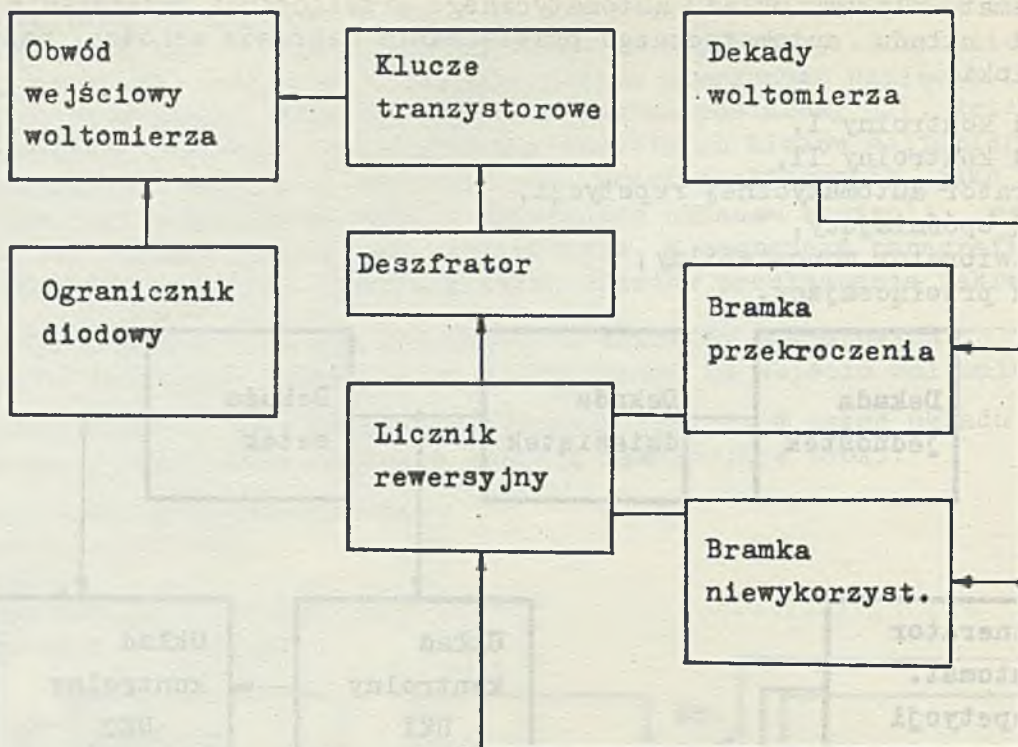 Obwód
wejściowy
woltomierza
Klucze
tranzystorowe
Dekady
woltomierza
Ogranicznik
diodowy
Deszfrator
Bramka
przekroczenia
Licznik
rewersyjny
Bramka
niewykorzyst.